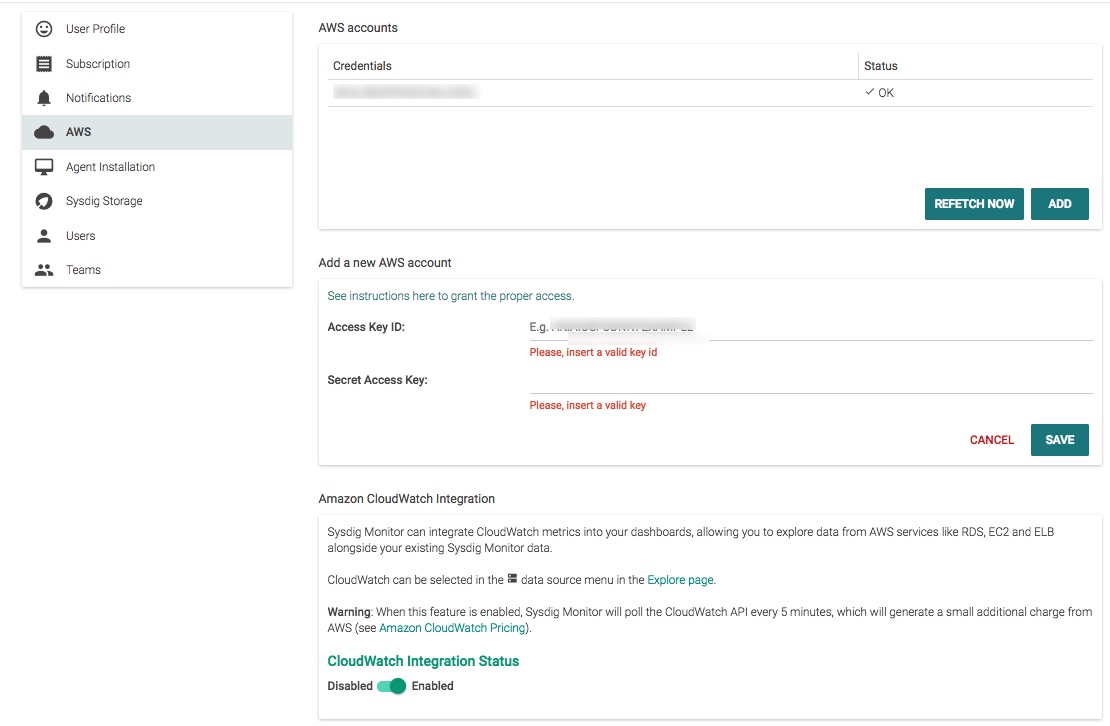 User Profile
Subscription
Notifications
AWS
Agent Installation
Sysdig Storage
Users
Teams
AWS accounts
Credentials
Status
OK
REFETCH NOW
ADD
Add a new AWS account
See instructions here to grant the proper access.
Access Key ID:
E.g.
Please, insert a valid key id
Secret Access Key:
Please, insert a valid key
CANCEL
SAVE
Amazon CloudWatch Integration
Sysdig Monitor can integrate CloudWatch metrics into your dashboards, allowing you to explore data from AWS services like RDS, EC2 and ELB
alongside your existing Sysdig Monitor data.
CloudWatch can be selected in the data source menu in the Explore page.
Warning: When this feature is enabled, Sysdig Monitor will poll the CloudWatch API every 5 minutes, which will generate a small additional charge from
AWS (see Amazon CloudWatch Pricing).
CloudWatch Integration Status
Disabled Enabled